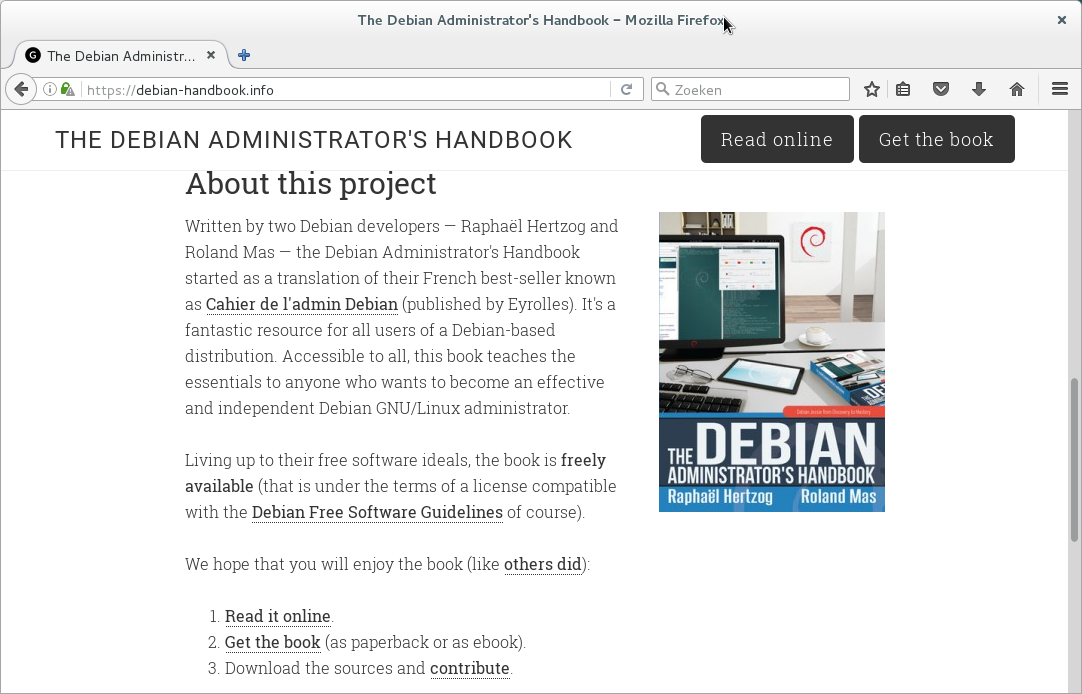 The Debian Administrator's Handbook – Mozilla Firefox
The Debian Administr...
https://debian-handbook.info
Zoeken
THE DEBIAN ADMINISTRATOR'S HANDBOOK
Read online
Get the book
About this project
Written by two Debian developers — Raphaël Hertzog and
Roland Mas — the Debian Administrator's Handbook
started as a translation of their French best-seller known
as Cahier de l'admin Debian (published by Eyrolles). It's a
fantastic resource for all users of a Debian-based
distribution. Accessible to all, this book teaches the
essentials to anyone who wants to become an effective
and independent Debian GNU/Linux administrator.
Living up to their free software ideals, the book is freely
available (that is under the terms of a license compatible
with the Debian Free Software Guidelines of course).
We hope that you will enjoy the book (like others did):
1. Read it online.
2. Get the book (as paperback or as ebook).
3. Download the sources and contribute.
Debian Jessie from Discovery to Mastery
THE DEBIAN
ADMINISTRATOR'S HANDBOOK
Raphaël Hertzog Roland Mas